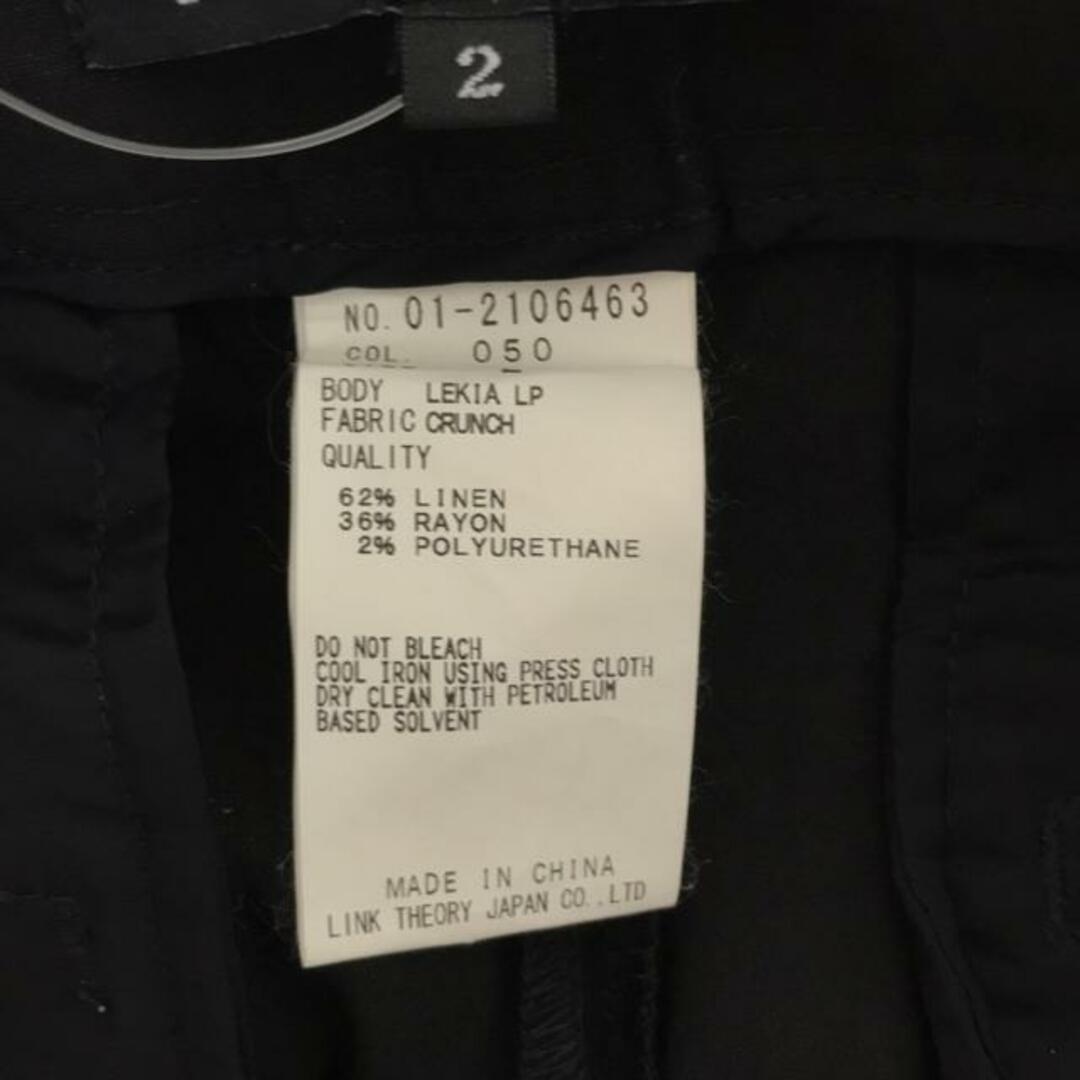 2
NO. 01-2106463
COL. 050
BODY LEKIA LP
FABRIC CRUNCH
QUALITY
62% LINEN
36% RAYON
2% POLYURETHANE
DO NOT BLEACH
COOL IRON USING PRESS CLOTH
DRY CLEAN WITH PETROLEUM
BASED SOLVENT
MADE IN CHINA
LINK THEORY JAPAN CO.,LTD